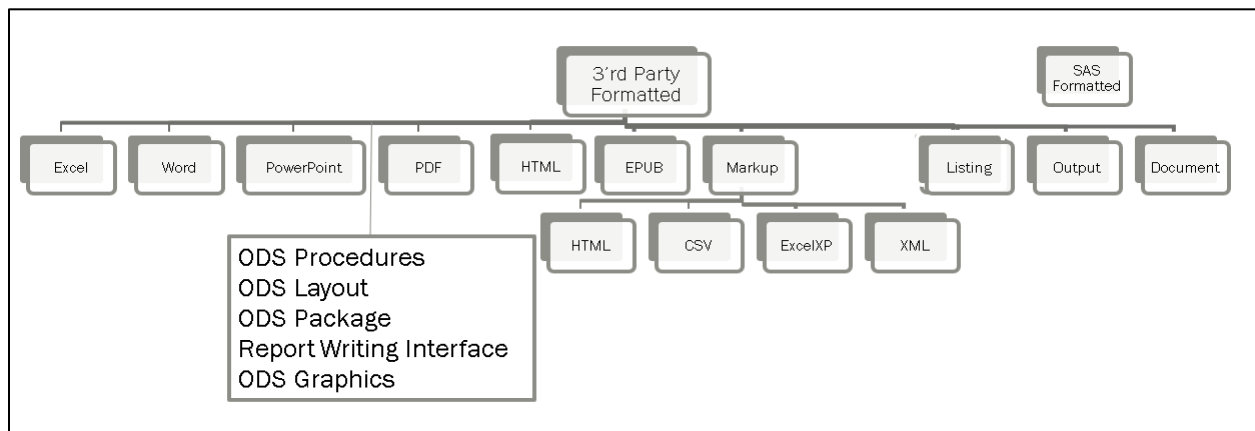 3'rd Party
Formatted
SAS
Formatted
Excel
Word
PowerPoint
PDF
HTML
EPUB
Markup
Listing
Output
Document
HTML
CSV
ExcelXP
XML
ODS Procedures
ODS Layout
ODS Package
Report Writing Interface
ODS Graphics